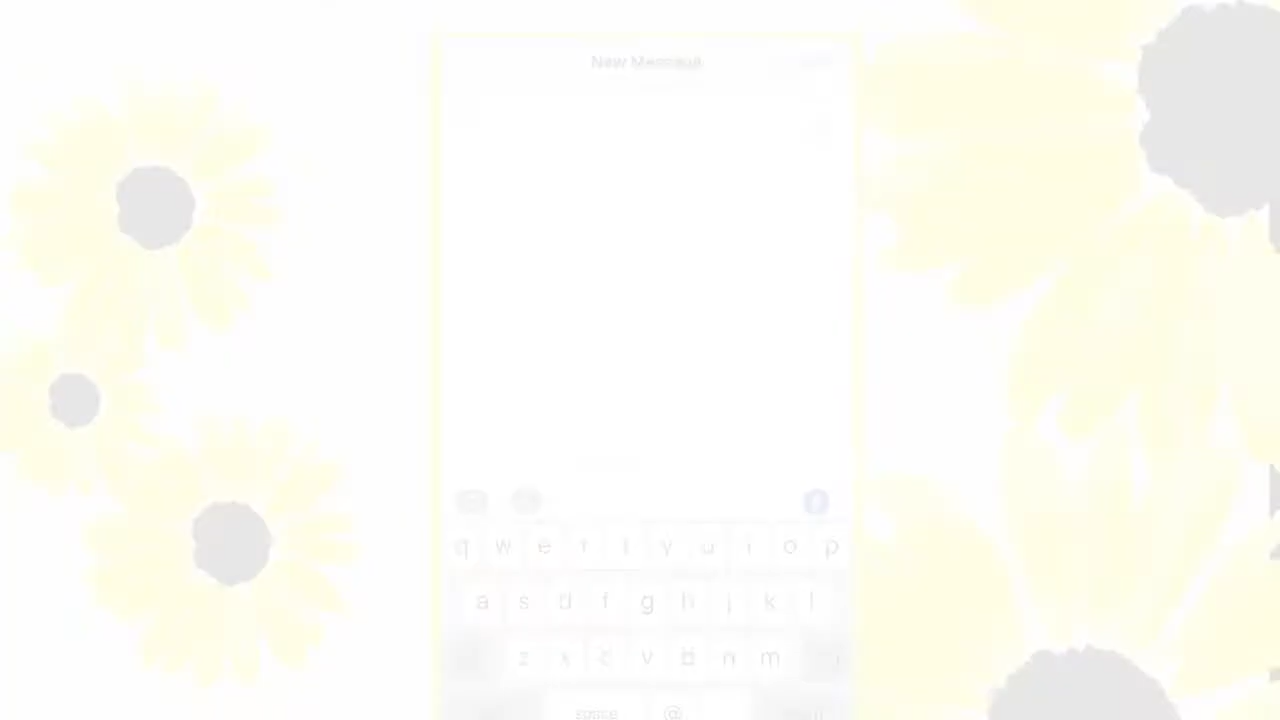 New Message
q w e r t y u i o p
a s d f g h j k l
z x c v b n m
space @